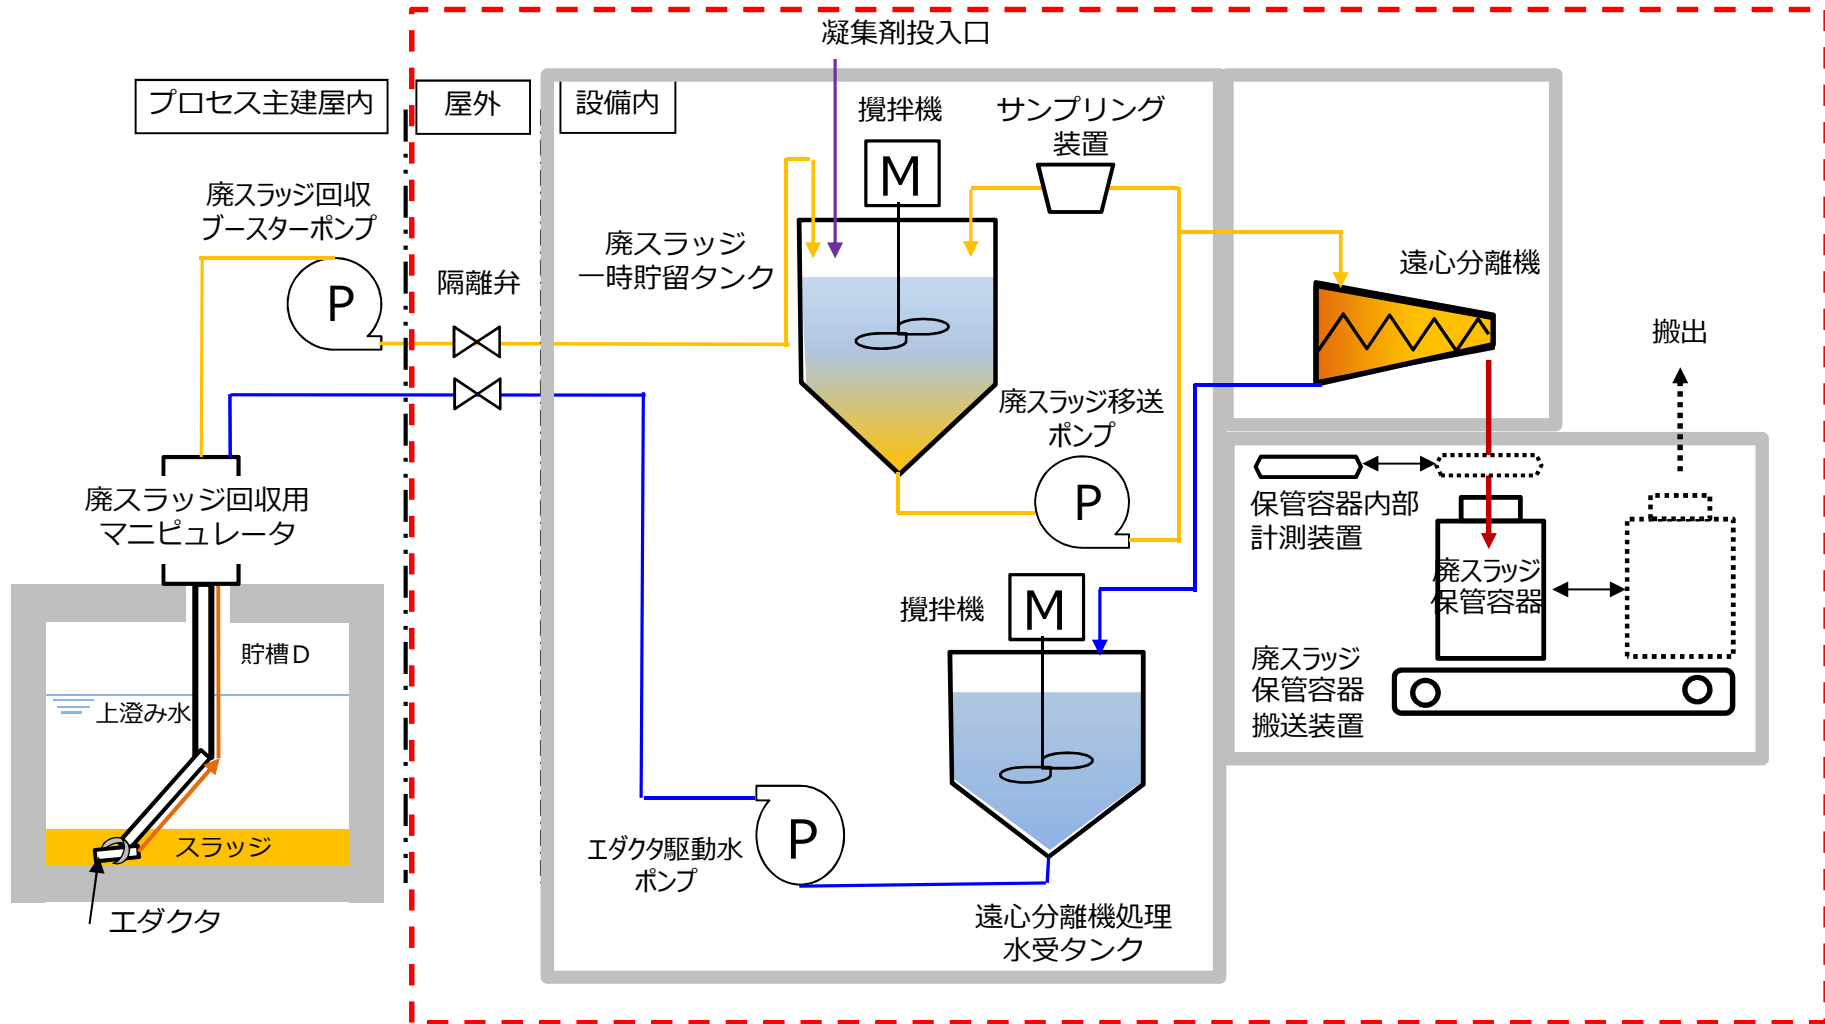 凝集剤投入口
プロセス主建屋内
屋外
設備内
攪拌機
サンプリング
装置
M
廃スラッジ回収
ブースターポンプ
P
隔離弁
廃スラッジ
一時貯留タンク
遠心分離機
搬出
廃スラッジ移送
ポンプ
P
廃スラッジ回収用
マニピュレータ
保管容器内部
計測装置
廃スラッジ
保管容器
攪拌機
M
貯槽D
上澄み水
スラッジ
エダクタ
廃スラッジ
保管容器
搬送装置
エダクタ駆動水
ポンプ
P
遠心分離機処理
水受タンク